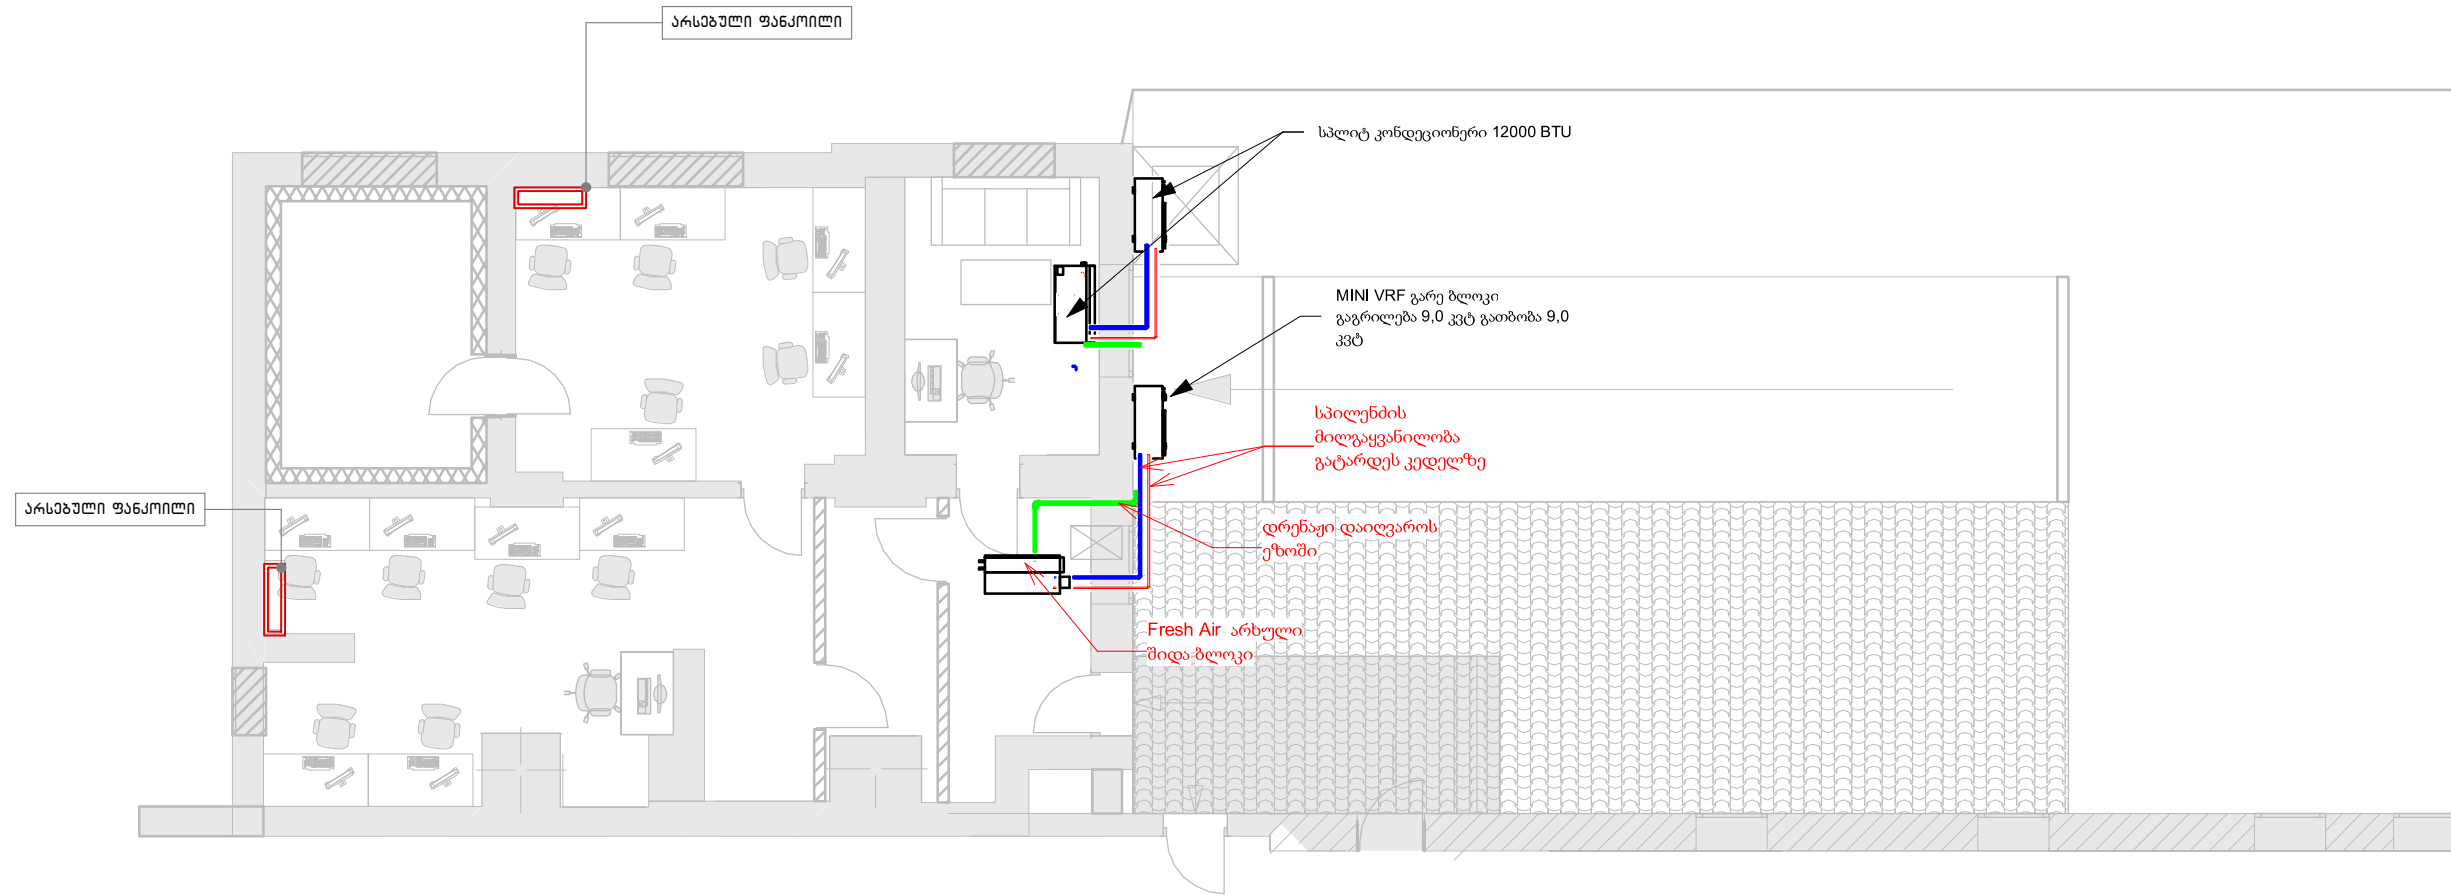 არსებული ფანკოილი
სპლიტ კონდეციონერი 12000 BTU
MINI VRF გარე ბლოკი
გაგრილება 9,0 კვტ გათბობა 9,0
კვტ
სპილენძის
მილგაყვანილობა
გატარდეს კედელზე
არსებული ფანკოილი
დრენაჟი დაიღვაროს
ეზოში
Fresh Air არხული
შიდა ბლოკი